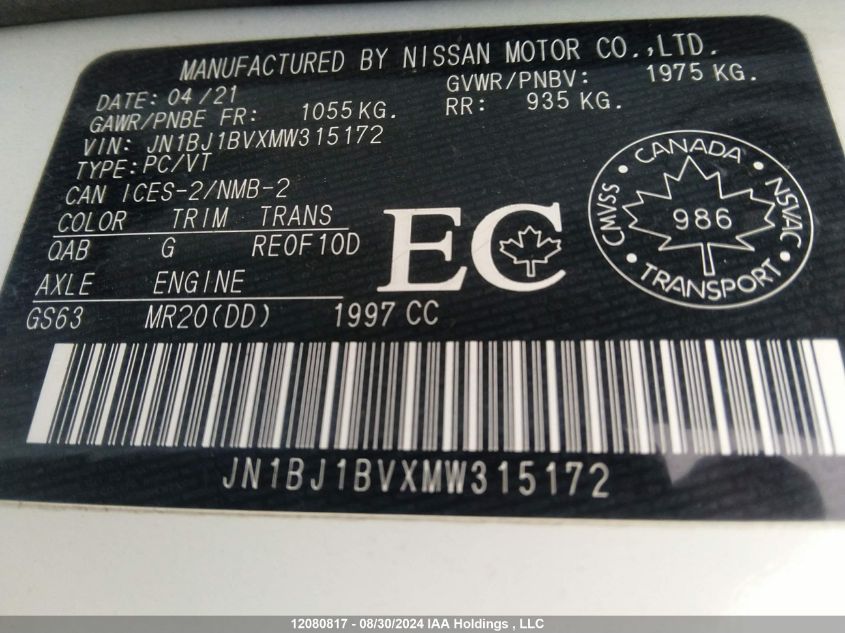 MANUFACTURED BY NISSAN MOTOR CO.,LTD.
DATE: 04/21 GVWR/PNBV: 1975 KG.
GAWR/PNBE FR: 1055KG. RR: 935 KG.
VIN: JN1BJ1BVXMW315172
TYPE:PC/VT
CAN ICES-2/NMB-2
COLOR TRIM TRANS
QAB G RE0F10D
AXLE ENGINE
GS63 MR20(DD) 1997 CC
EC
CANADA
CMVSS 986 NSVAC
TRANSPORT
JN1BJ1BVXMW315172
12080817 - 08/30/2024 IAA Holdings , LLC